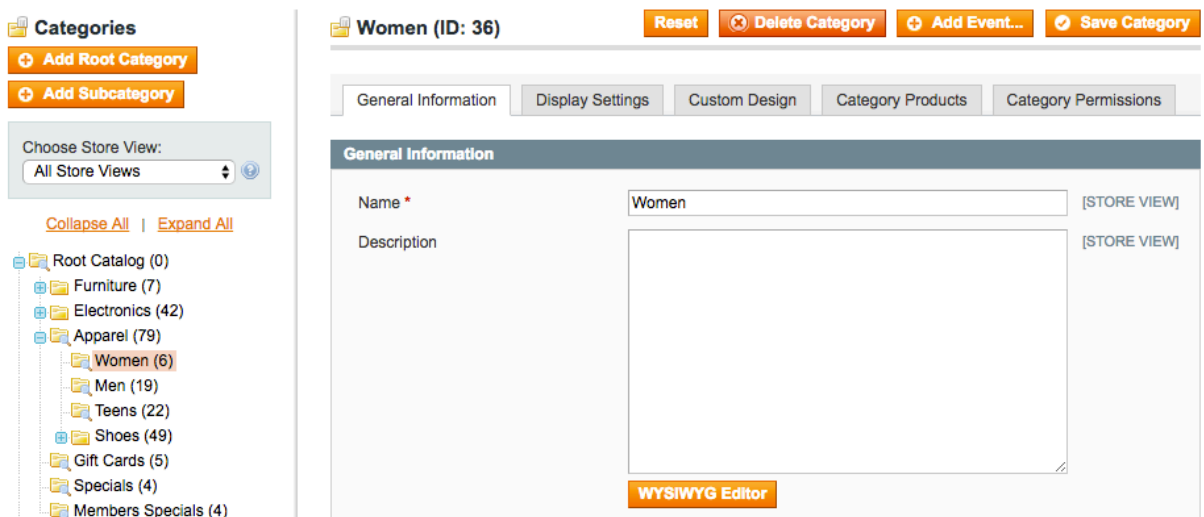 Categories
Add Root Category
Add Subcategory
Choose Store View:
All Store Views
Collapse All | Expand All
Root Catalog (0)
Furniture (7)
Electronics (42)
Apparel (79)
Women (6)
Men (19)
Teens (22)
Shoes (49)
Gift Cards (5)
Specials (4)
Members Specials (4)
Women (ID: 36)
Reset
Delete Category
Add Event...
Save Category
General Information
Display Settings
Custom Design
Category Products
Category Permissions
General Information
Name *
Women
[STORE VIEW]
Description
[STORE VIEW]
WYSIWYG Editor